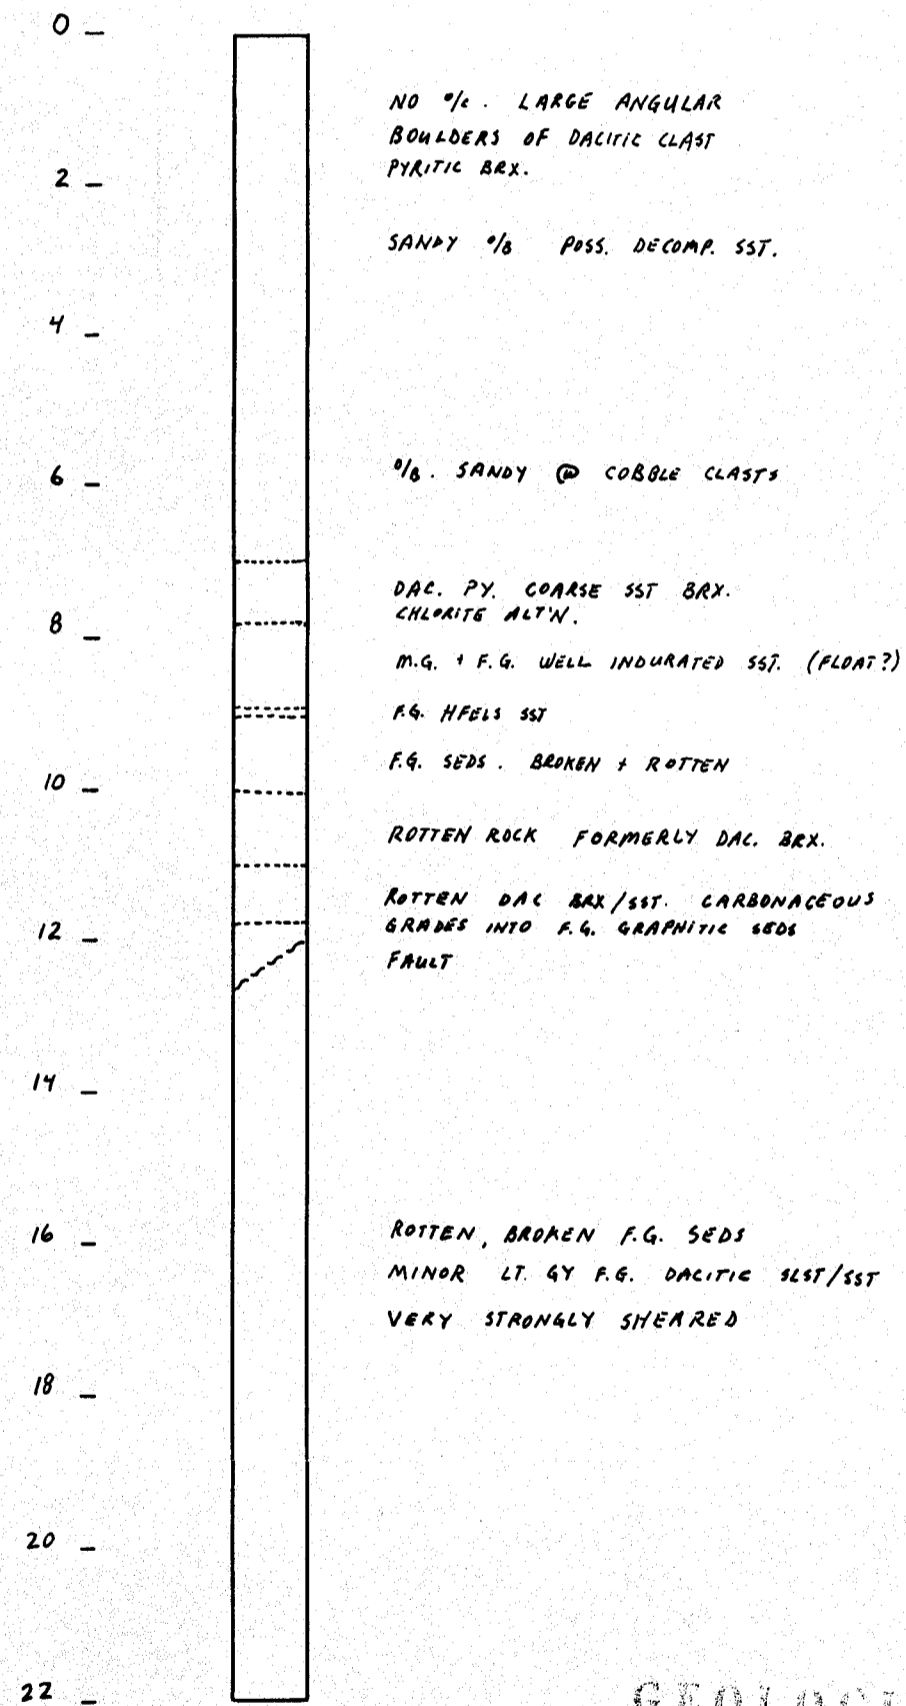 0
NO O/C. LARGE ANGULAR
BOULDERS OF DACITIC CLAST
PYRITIC BRX.
2
SANDY O/B POSS. DECOMP. SST.
4
6
O/B. SANDY COBBLE CLASTS
DAC. PY. COARSE SST BRX.
CHLORITE ALT'N.
8
M.G. + F.G. WELL INDURATED SST. (FLOAT?)
F.G. HFELS SST
F.G. SEDS. BROKEN + ROTTEN
10
ROTTEN ROCK FORMERLY DAC. BRX.
ROTTEN DAC BRX/SST. CARBONACEOUS
GRADES INTO F.G. GRAPHITIC SEDS
12
FAULT
14
16
ROTTEN, BROKEN F.G. SEDS
MINOR LT. GY F.G. DACITIC SLST/SST
VERY STRONGLY SHEARED
18
20
22